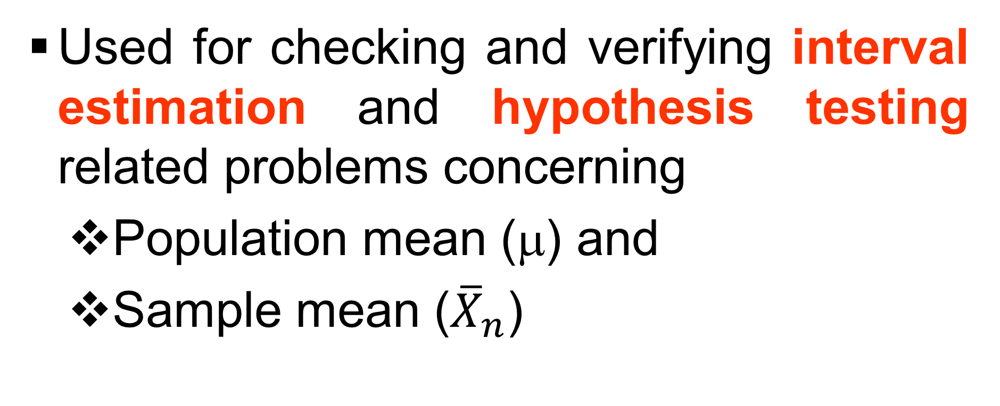 ▪ Used for checking and verifying interval
estimation and hypothesis testing
related problems concerning
❖Population mean (μ) and
❖Sample mean (X̄ₙ)